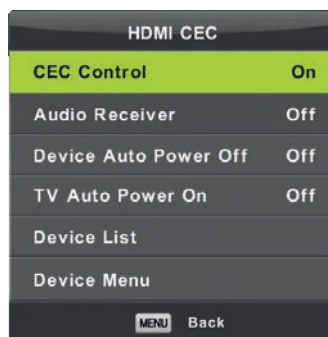 HDMI CEC
CEC Control On
Audio Receiver Off
Device Auto Power Off Off
TV Auto Power On Off
Device List
Device Menu
MENU Back